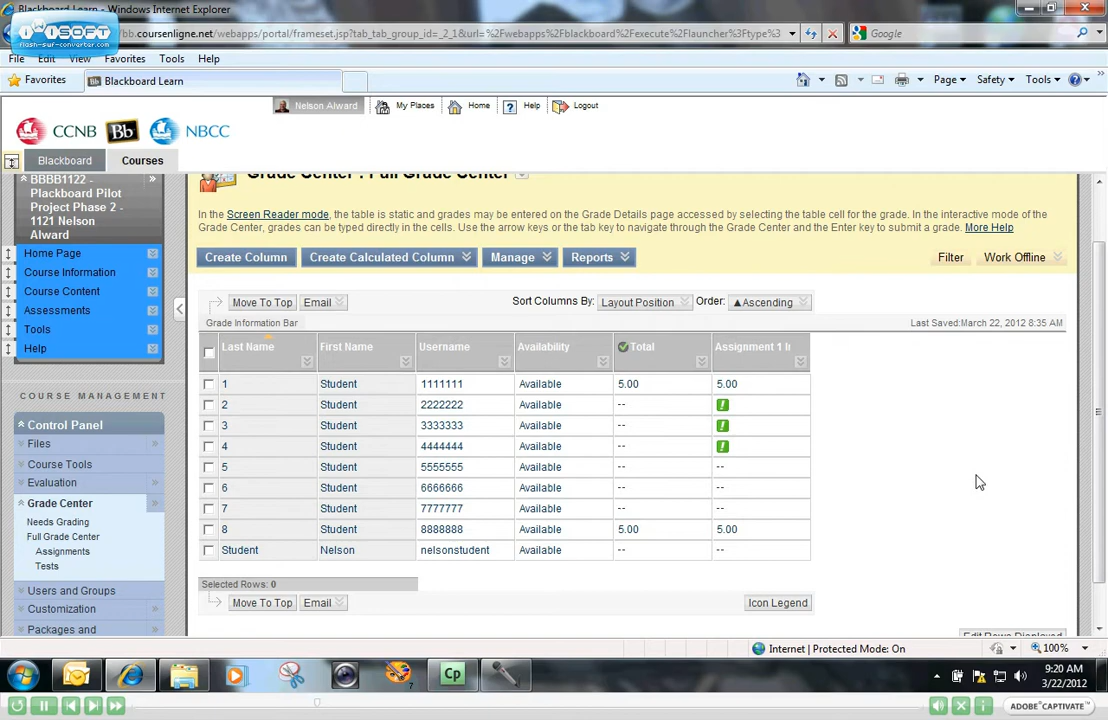 Blackboard Learn - Windows Internet Explorer
iWiSOFT
flash-swf-converter.com
bb.coursenligne.net/webapps/portal/frameset.jsp?tab_tab_group_id=_2_1&url=%2Fwebapps%2Fblackboard%2Fexecute%2Flauncher%3Ftype%3
Google
File Edit View Favorites Tools Help
Favorites Blackboard Learn Page Safety Tools
Nelson Alward My Places Home Help Logout
CCNB Bb NBCC
Blackboard Courses
BBBB1122 -
Plackboard Pilot
Project Phase 2 -
1121 Nelson
Alward
Home Page
Course Information
Course Content
Assessments
Tools
Help
COURSE MANAGEMENT
Control Panel
Files
Course Tools
Evaluation
Grade Center
Needs Grading
Full Grade Center
Assignments
Tests
Users and Groups
Customization
Packages and
Grade Center : Full Grade Center
In the Screen Reader mode, the table is static and grades may be entered on the Grade Details page accessed by selecting the table cell for the grade. In the interactive mode of the
Grade Center, grades can be typed directly in the cells. Use the arrow keys or the tab key to navigate through the Grade Center and the Enter key to submit a grade. More Help
Create Column Create Calculated Column Manage Reports Filter Work Offline
Move To Top Email Sort Columns By: Layout Position Order: ▲Ascending
Grade Information Bar Last Saved:March 22, 2012 8:35 AM
Last Name First Name Username Availability Total Assignment 1 I
1 Student 1111111 Available 5.00 5.00
2 Student 2222222 Available -- !
3 Student 3333333 Available -- !
4 Student 4444444 Available -- !
5 Student 5555555 Available -- --
6 Student 6666666 Available -- --
7 Student 7777777 Available -- --
8 Student 8888888 Available 5.00 5.00
Student Nelson nelsonstudent Available -- --
Selected Rows: 0
Move To Top Email Icon Legend
Edit Rows Displayed
Internet | Protected Mode: On 100%
Cp
9:20 AM
3/22/2012
ADOBE® CAPTIVATE™